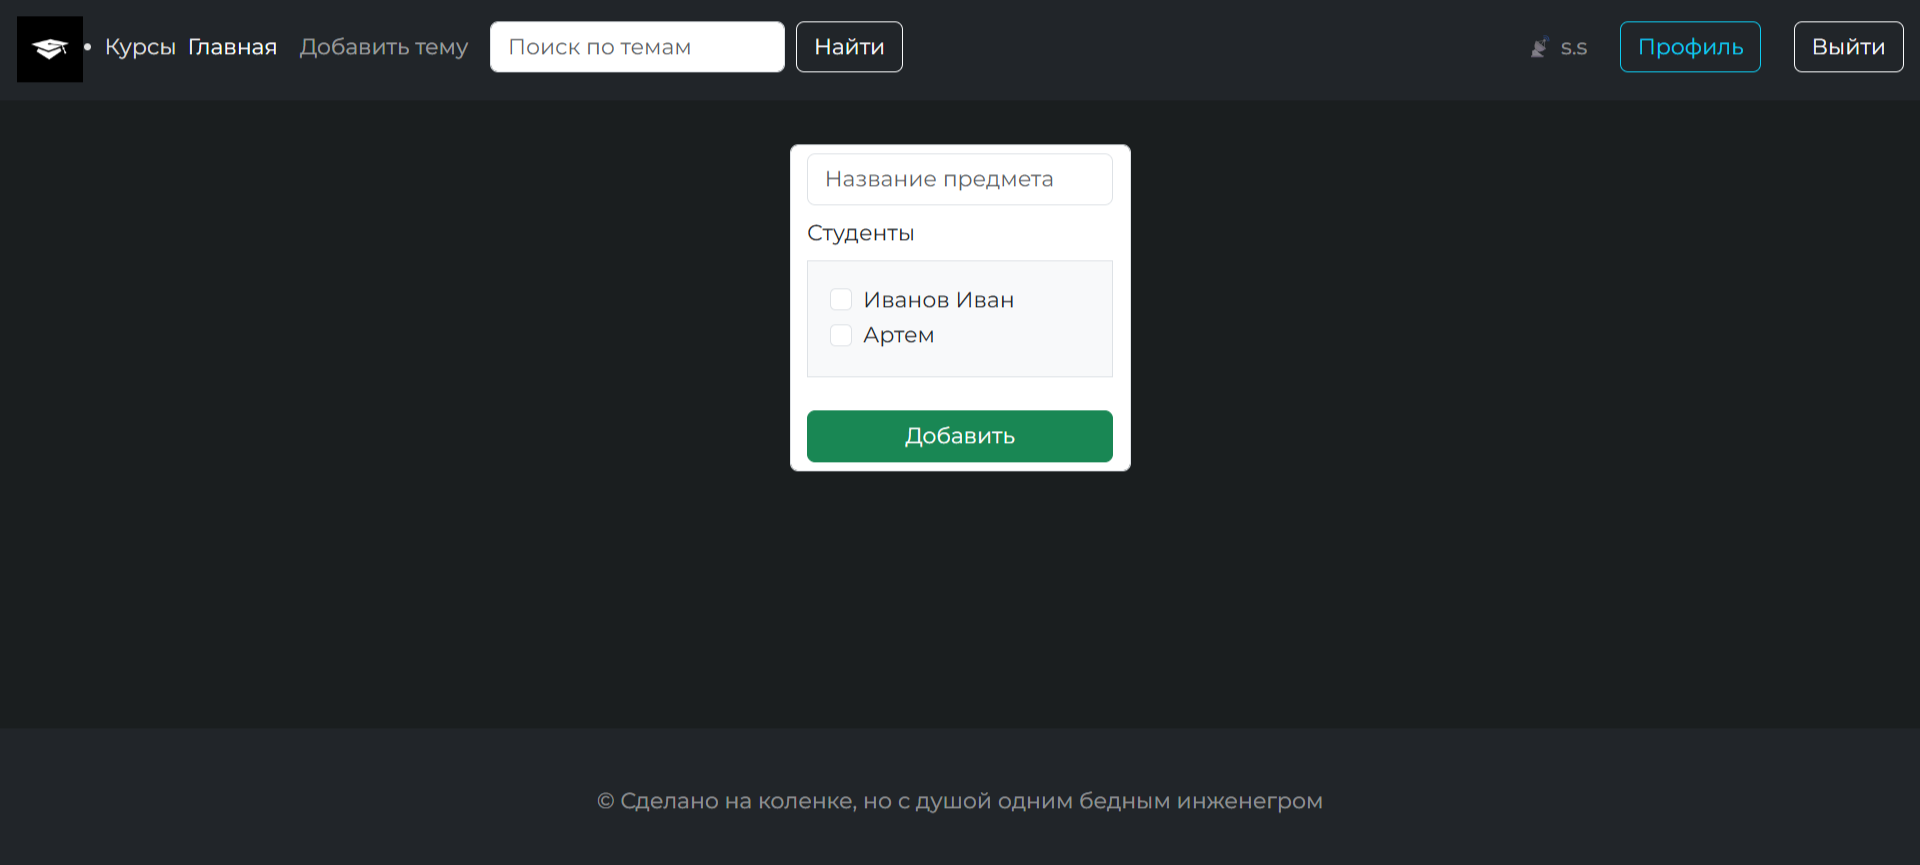 Курсы Главная Добавить тему Поиск по темам Найти s.s Профиль Выйти
Название предмета
Студенты
Иванов Иван
Артем
Добавить
© Сделано на коленке, но с душой одним бедным инженегром